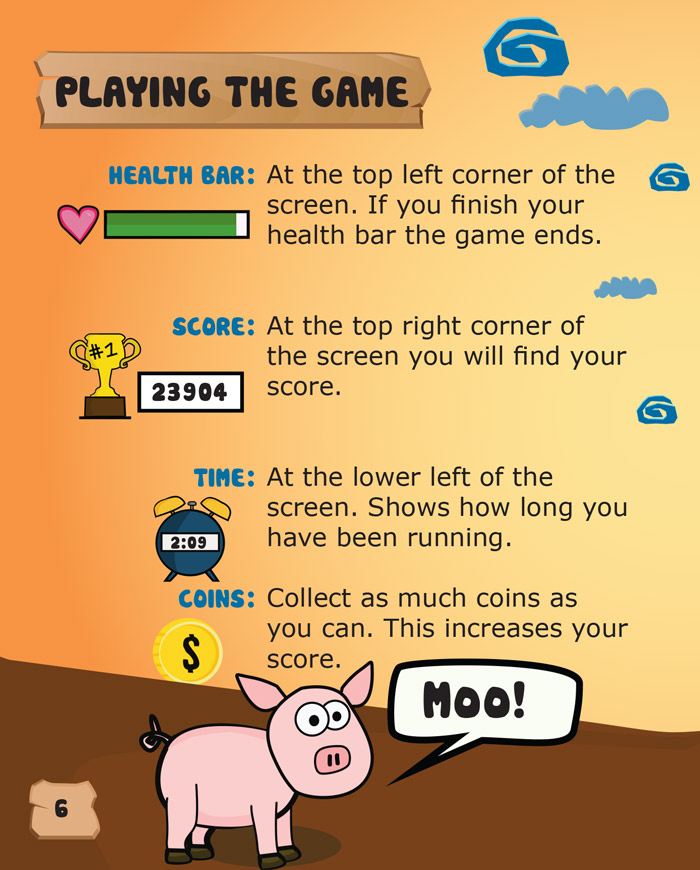 PLAYING THE GAME
HEALTH BAR: At the top left corner of the
screen. If you finish your
health bar the game ends.
SCORE: At the top right corner of
the screen you will find your
score.
#1
23904
TIME: At the lower left of the
screen. Shows how long you
have been running.
2:09
COINS: Collect as much coins as
you can. This increases your
score.
$
MOO!
6